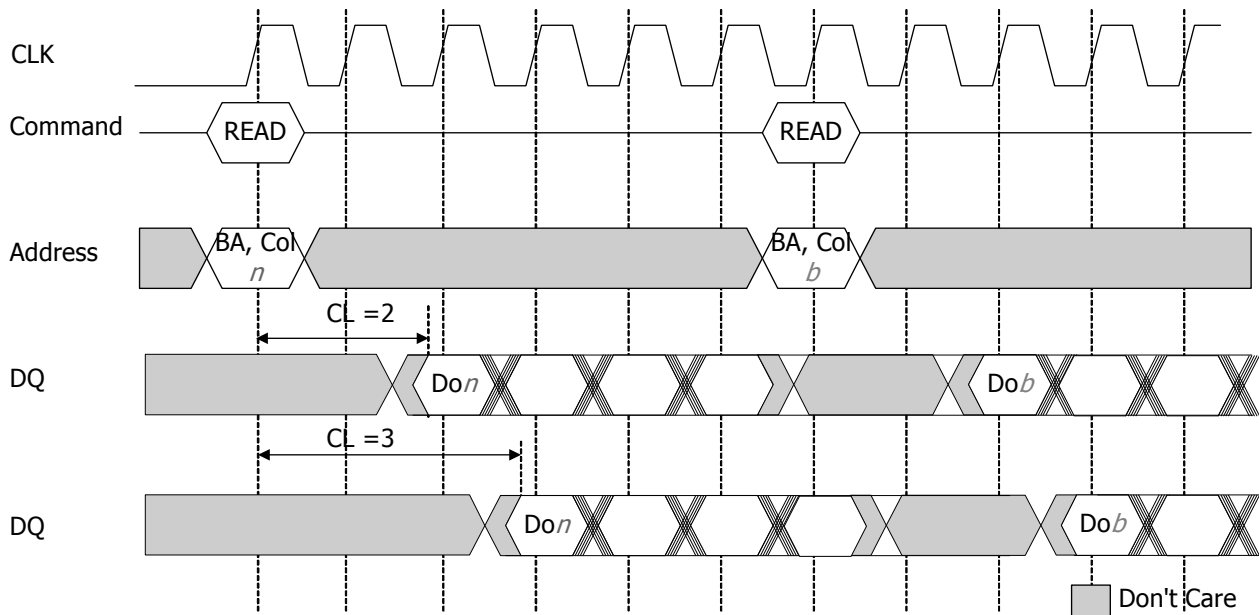 CLK
Command
READ
READ
Address
BA, Col
n
BA, Col
b
CL =2
DQ
Don
Dob
CL =3
DQ
Don
Dob
Don't Care